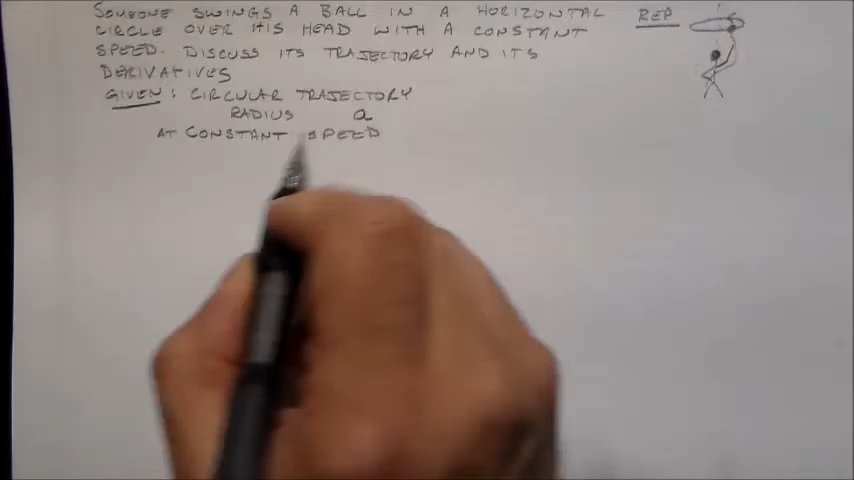 SOMEONE SWINGS A BALL IN A HORIZONTAL
CIRCLE OVER HIS HEAD WITH A CONSTANT
SPEED. DISCUSS ITS TRAJECTORY AND ITS
DERIVATIVES
REP
GIVEN: CIRCULAR TRAJECTORY
RADIUS a
AT CONSTANT SPEED